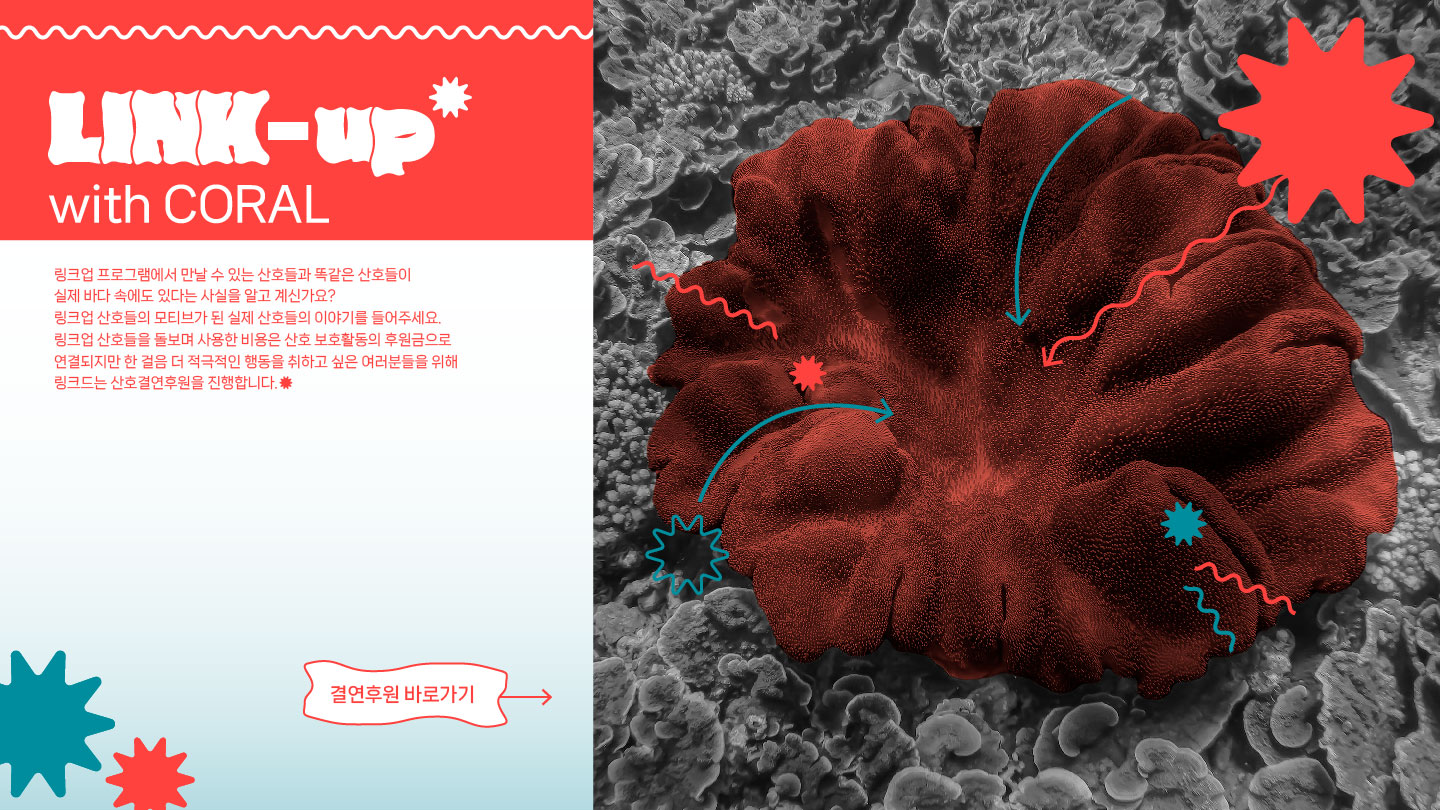 LINK-up
with CORAL
링크업 프로그램에서 만날 수 있는 산호들과 똑같은 산호들이
실제 바다 속에도 있다는 사실을 알고 계신가요?
링크업 산호들의 모티브가 된 실제 산호들의 이야기를 들어주세요.
링크업 산호들을 돌보며 사용한 비용은 산호 보호활동의 후원금으로
연결되지만 한 걸음 더 적극적인 행동을 취하고 싶은 여러분들을 위해
링크드는 산호결연후원을 진행합니다.
결연후원 바로가기